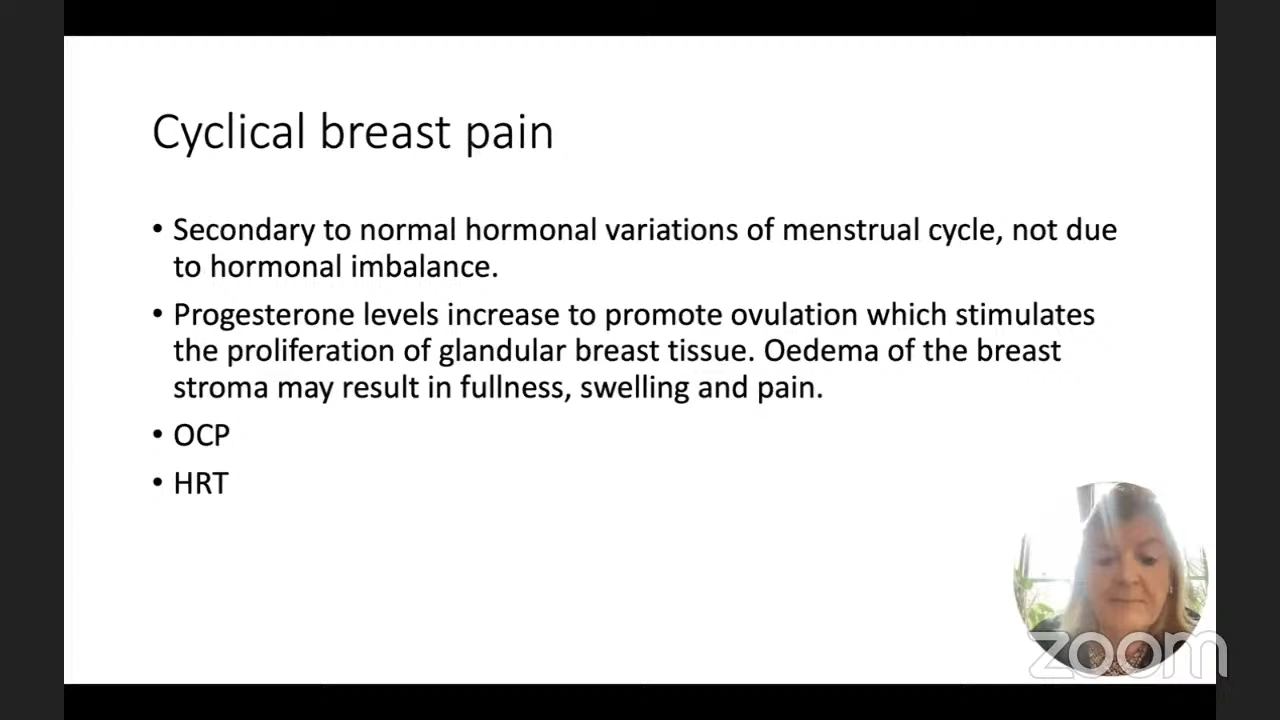 Cyclical breast pain
• Secondary to normal hormonal variations of menstrual cycle, not due
to hormonal imbalance.
• Progesterone levels increase to promote ovulation which stimulates
the proliferation of glandular breast tissue. Oedema of the breast
stroma may result in fullness, swelling and pain.
• OCP
• HRT
zoom